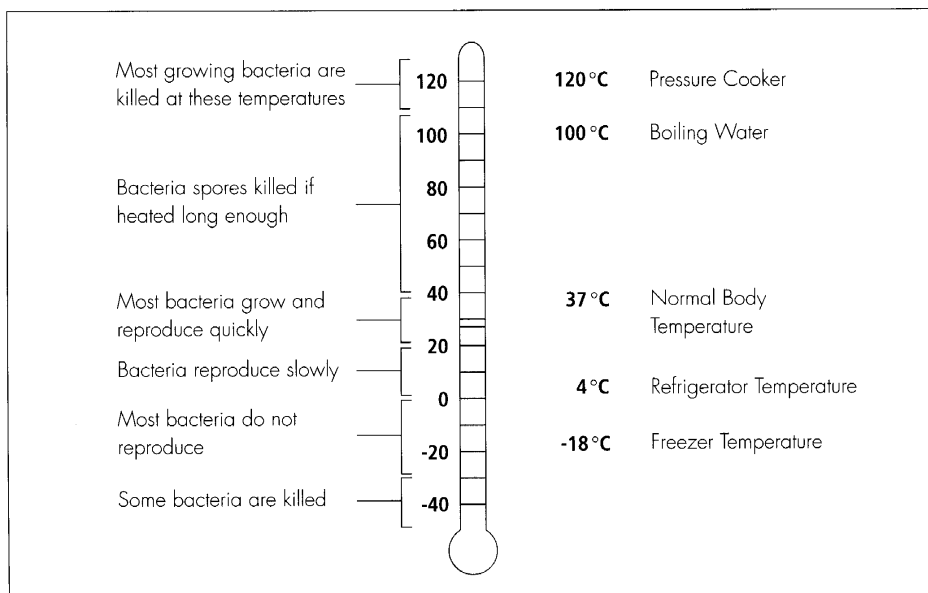 Most growing bacteria are
killed at these temperatures
Bacteria spores killed if
heated long enough
Most bacteria grow and
reproduce quickly
Bacteria reproduce slowly
Most bacteria do not
reproduce
Some bacteria are killed
120
100
80
60
40
20
0
-20
-40
120°C Pressure Cooker
100°C Boiling Water
37°C Normal Body
Temperature
4°C Refrigerator Temperature
-18°C Freezer Temperature